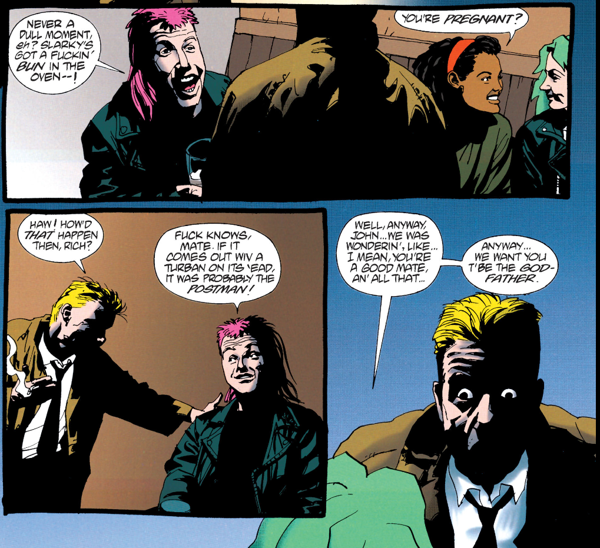 NEVER A
DULL MOMENT,
eh? SLARKY'S
GOT A FUCKIN'
BUN IN THE
OVEN--!
YOU'RE PREGNANT?
HAW! HOW'D
THAT HAPPEN
THEN, RICH?
FUCK KNOWS,
MATE. IF IT
COMES OUT WIV A
TURBAN ON ITS 'EAD,
IT WAS PROBABLY THE
POSTMAN!
WELL, ANYWAY,
JOHN...WE WAS
WONDERIN', LIKE...
I MEAN, YOU'RE
A GOOD MATE,
AN' ALL THAT...
ANYWAY...
WE WANT YOU
T'BE THE GOD-
FATHER.